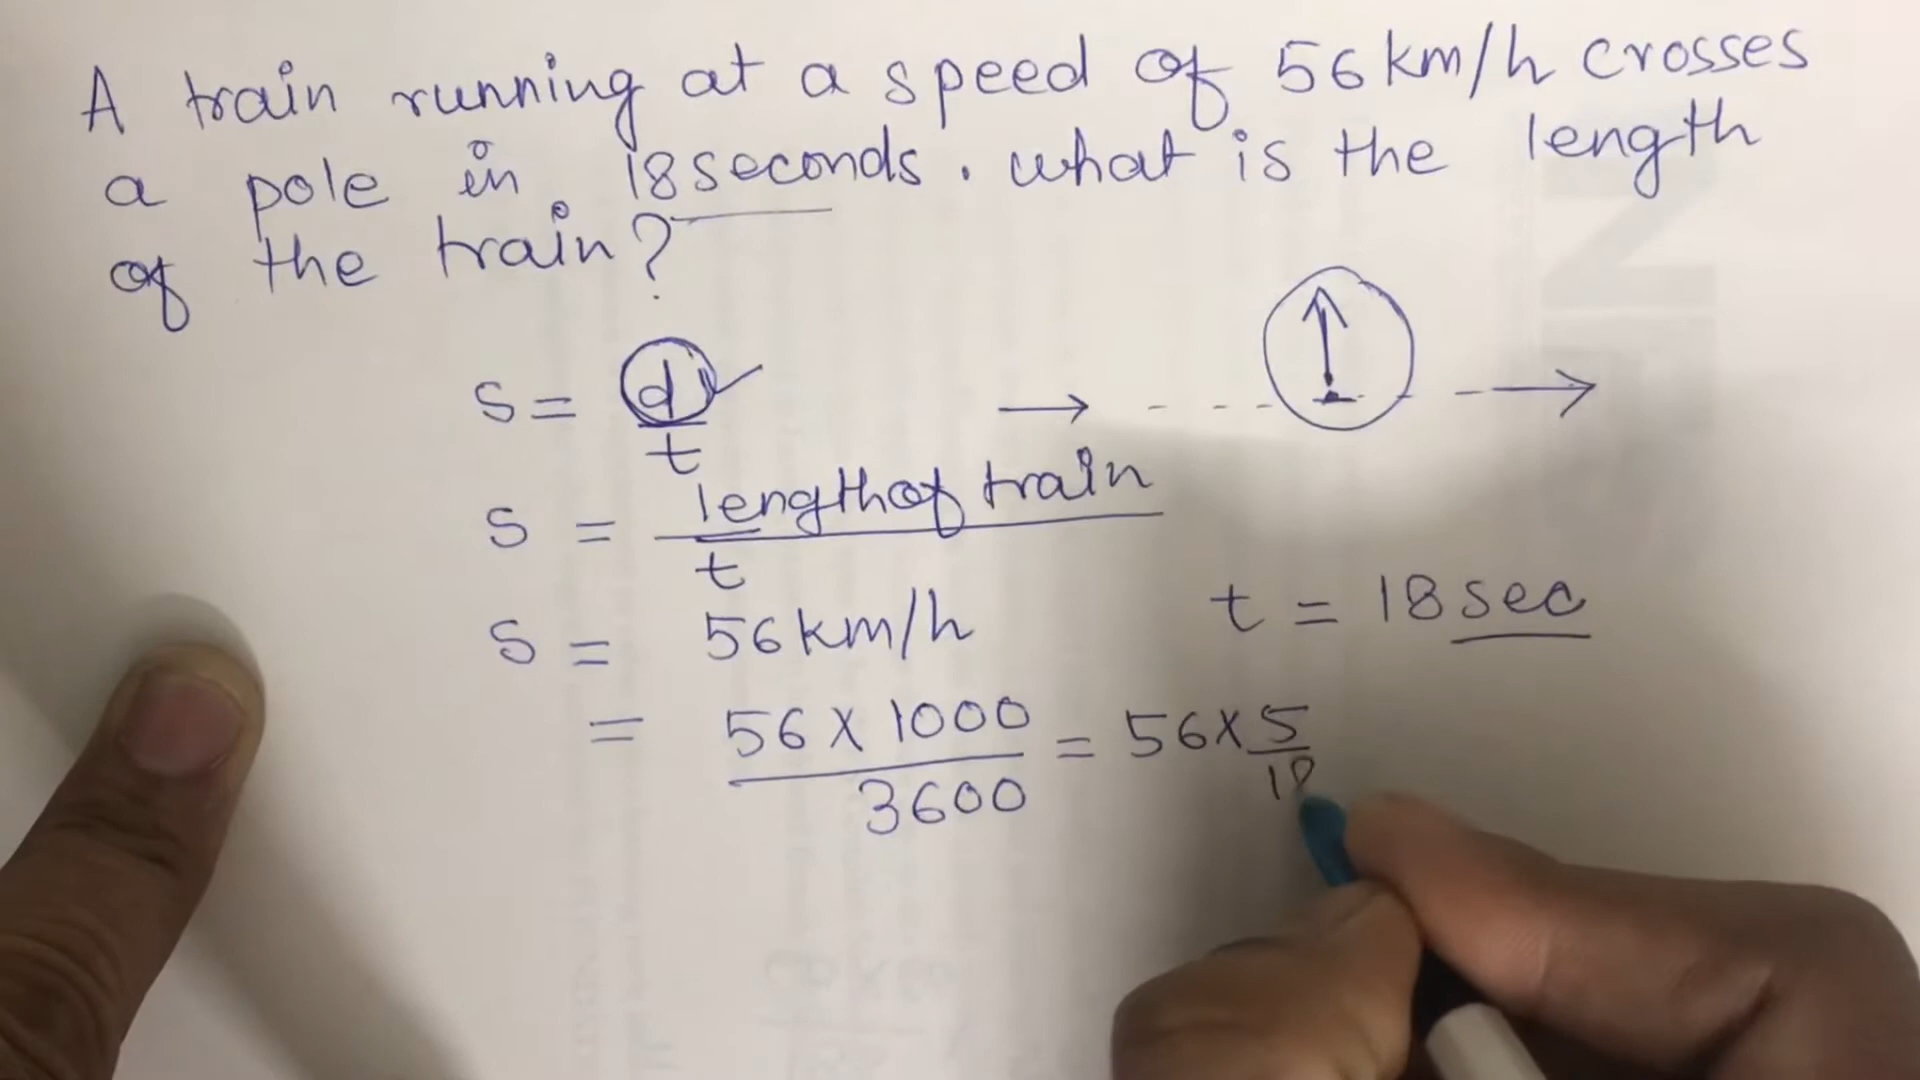 A train running at a speed of 56 km/h crosses
a pole in 18 seconds. what is the length
of the train?
s = d/t
s = length of train/t
s = 56 km/h
t = 18 sec
= 56 x 1000/3600 = 56 x 5/18